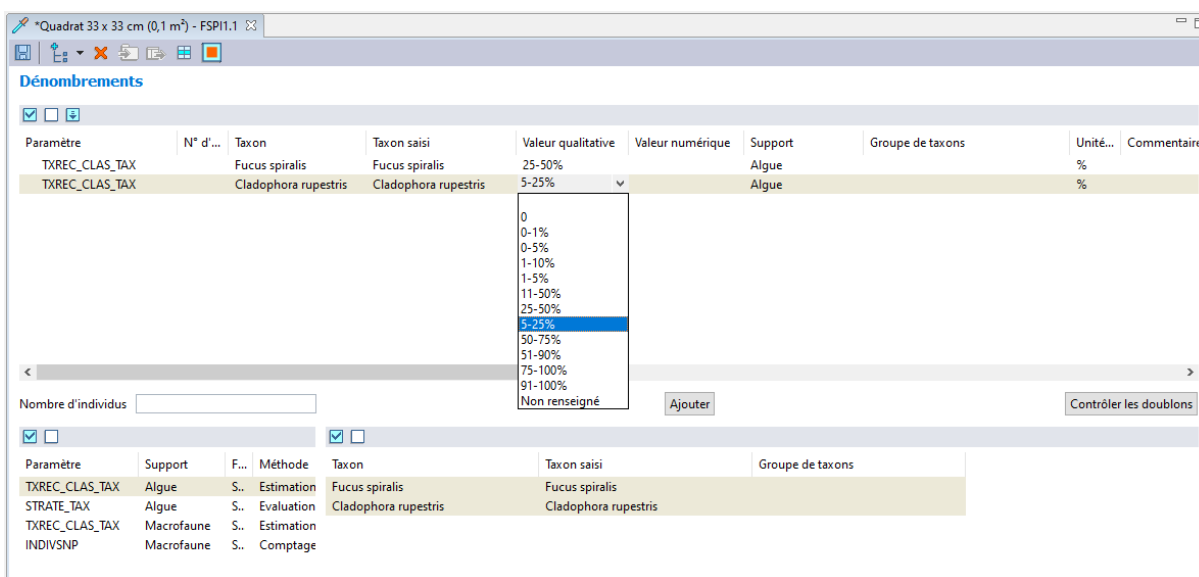 *Quadrat 33 x 33 cm (0,1 m²) - FSPI1.1
Dénombrements
Paramètre N° d'... Taxon Taxon saisi Valeur qualitative Valeur numérique Support Groupe de taxons Unité... Commentaire
TXREC_CLAS_TAX Fucus spiralis Fucus spiralis 25-50% Algue %
TXREC_CLAS_TAX Cladophora rupestris Cladophora rupestris 5-25% Algue %
0
0-1%
0-5%
1-10%
1-5%
11-50%
25-50%
5-25%
50-75%
51-90%
75-100%
91-100%
Non renseigné
Nombre d'individus Ajouter Contrôler les doublons
Paramètre Support F... Méthode Taxon Taxon saisi Groupe de taxons
TXREC_CLAS_TAX Algue S.. Estimation Fucus spiralis Fucus spiralis
STRATE_TAX Algue S.. Evaluation Cladophora rupestris Cladophora rupestris
TXREC_CLAS_TAX Macrofaune S.. Estimation
INDIVSNP Macrofaune S.. Comptage